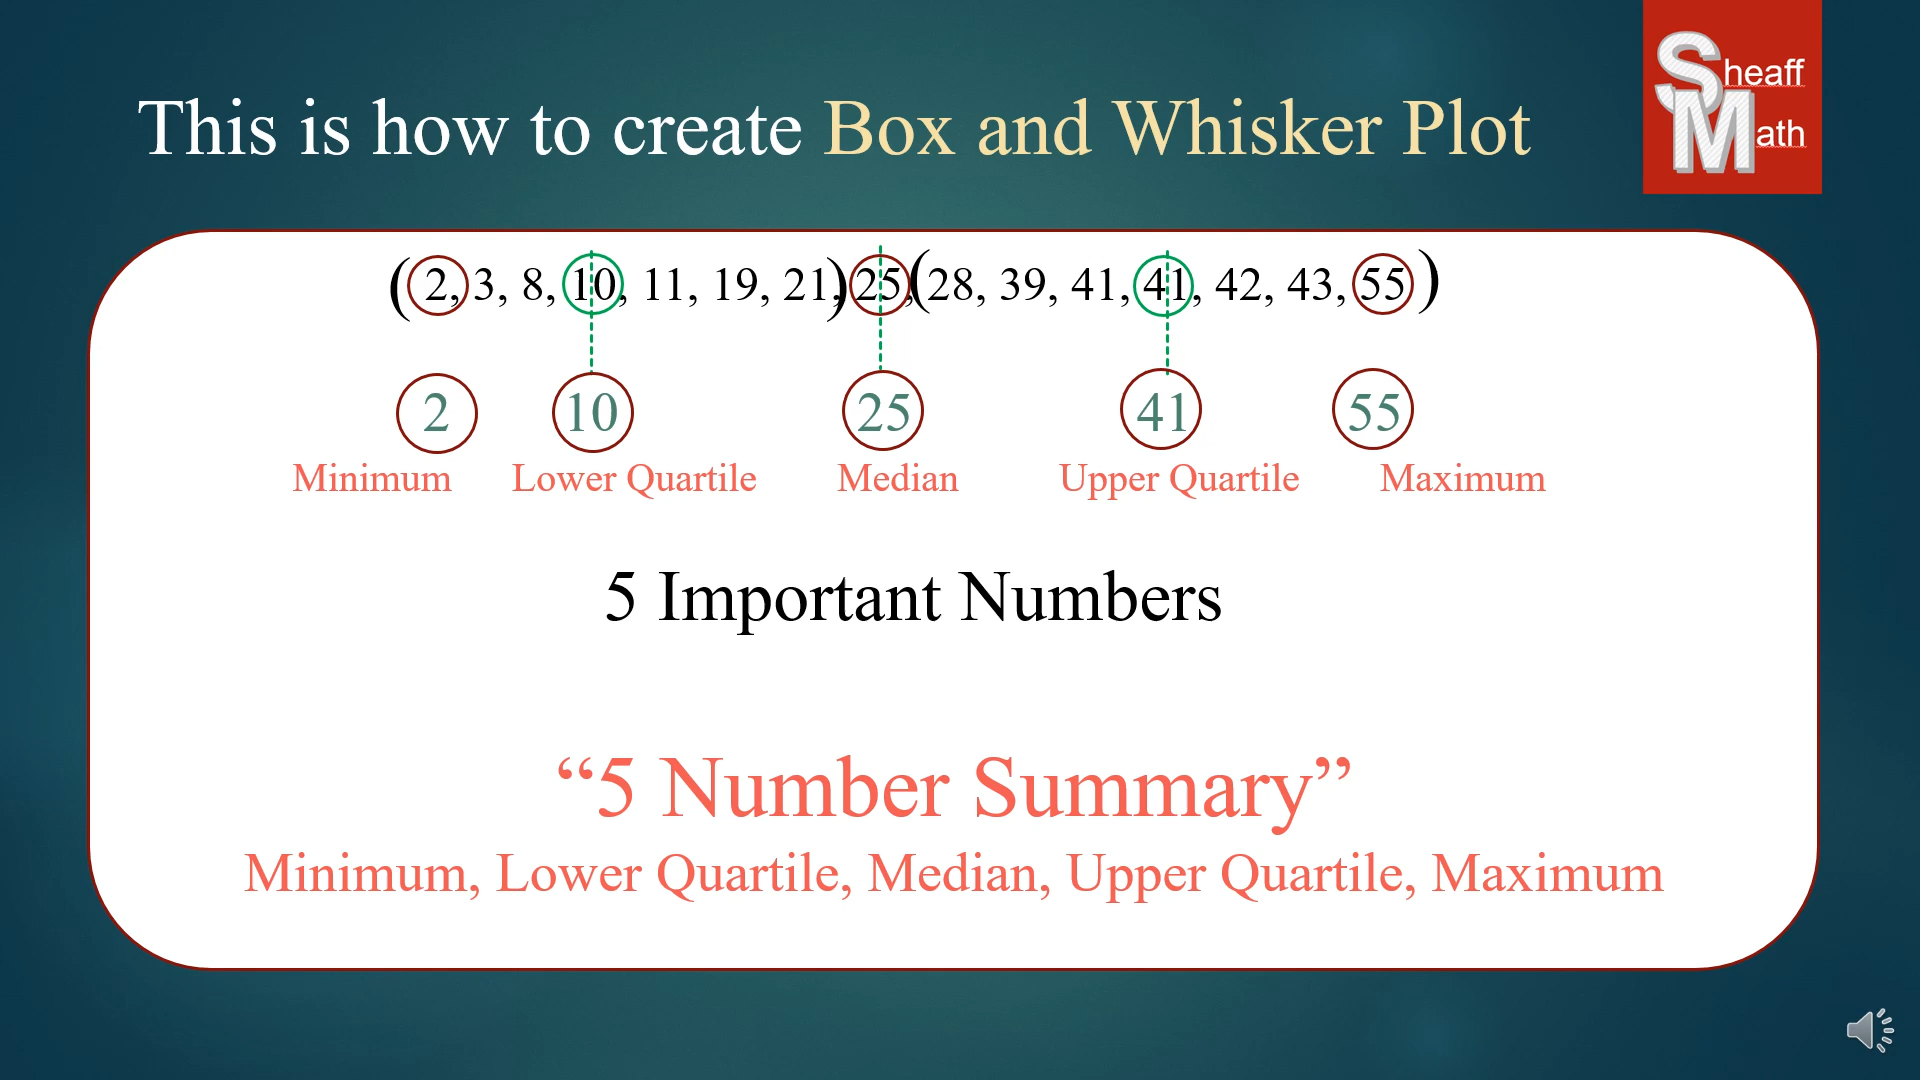 This is how to create Box and Whisker Plot
Sheaff
Math
(2, 3, 8, 10, 11, 19, 21,) 25, (28, 39, 41, 41, 42, 43, 55)
2 10 25 41 55
Minimum Lower Quartile Median Upper Quartile Maximum
5 Important Numbers
“5 Number Summary”
Minimum, Lower Quartile, Median, Upper Quartile, Maximum